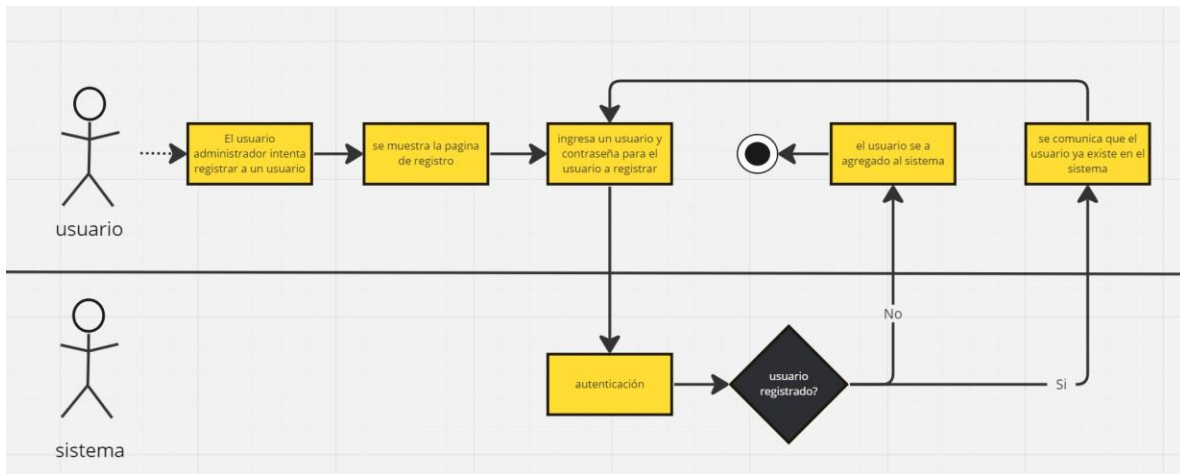 El usuario
administrador intenta
registrar a un usuario
se muestra la pagina
de registro
ingresa un usuario y
contraseña para el
usuario a registrar
el usuario se a
agregado al sistema
se comunica que el
usuario ya existe en el
sistema
usuario
No
autenticación
usuario
registrado?
Si
sistema